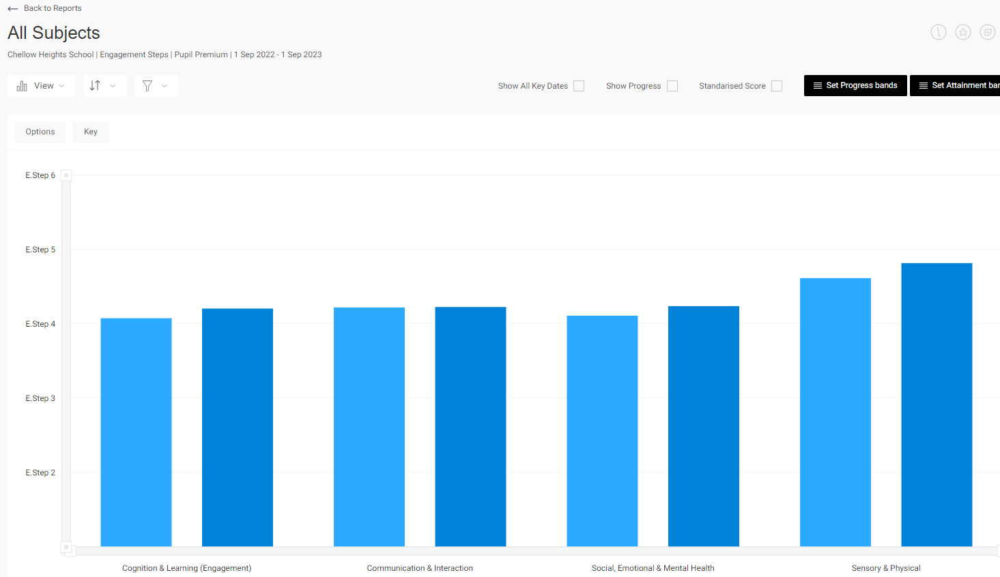 Back to Reports
All Subjects
Chellow Heights School | Engagement Steps | Pupil Premium | 1 Sep 2022 - 1 Sep 2023
View
Show All Key Dates
Show Progress
Standarised Score
Set Progress bands
Set Attainment bar
Options
Key
E.Step 6
E.Step 5
E.Step 4
E.Step 3
E.Step 2
Cognition & Learning (Engagement)
Communication & Interaction
Social, Emotional & Mental Health
Sensory & Physical